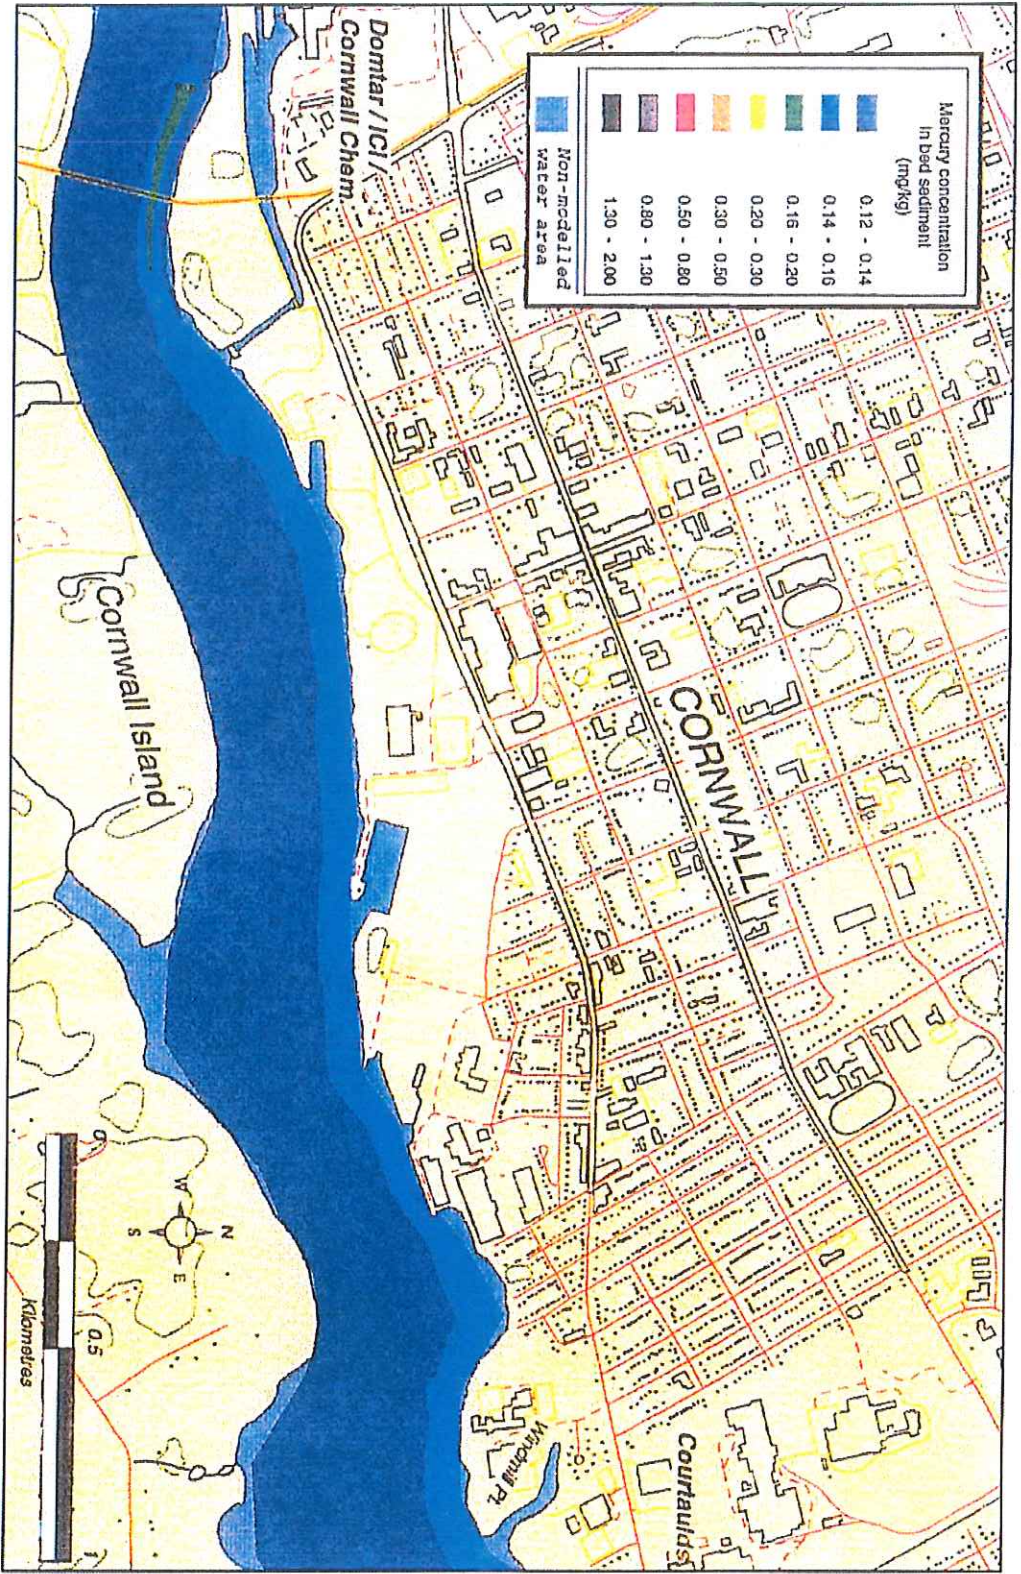 Mercury concentration
in bed sediment
(mg/kg)
0.12 - 0.14
0.14 - 0.16
0.16 - 0.20
0.20 - 0.30
0.30 - 0.50
0.50 - 0.80
0.80 - 1.30
1.30 - 2.00
Non-modelled
water area
Domtar / ICI /
Cornwall Chem.
CORNWALL
Cornwall Island
Courtaulds
Windmill Pt.
N
W
E
S
0
0.5
1
Kilometres